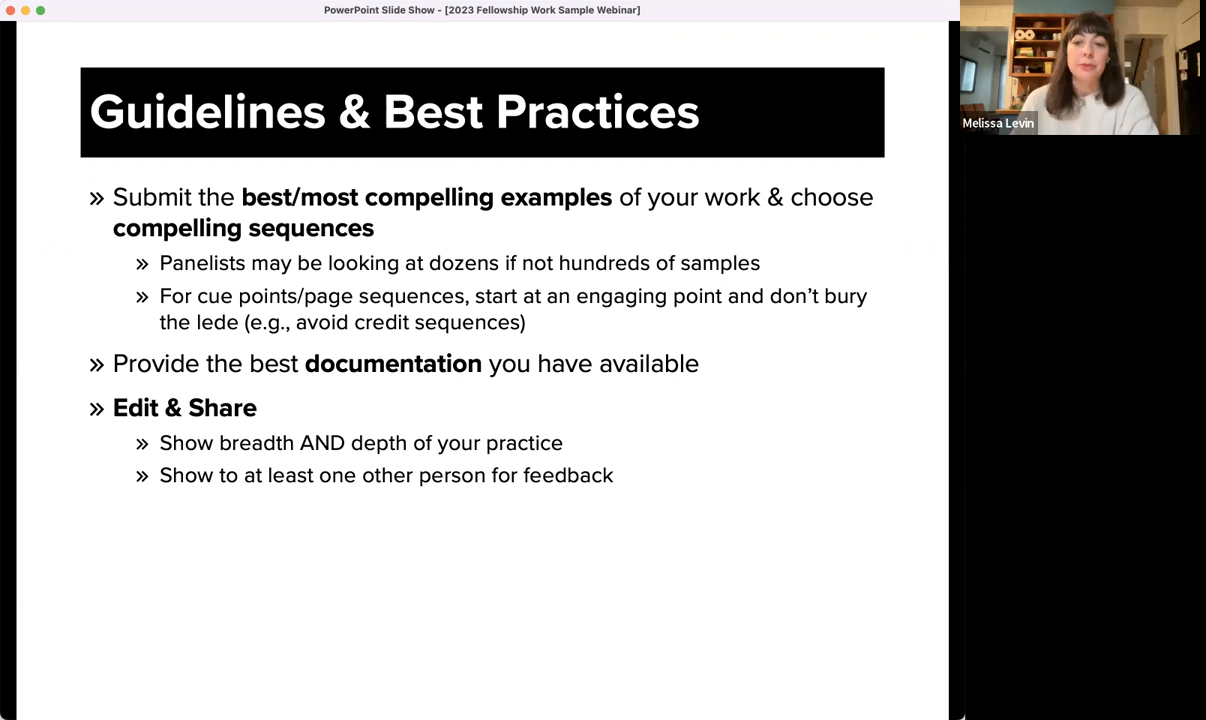 PowerPoint Slide Show - [2023 Fellowship Work Sample Webinar]
Guidelines & Best Practices
» Submit the best/most compelling examples of your work & choose
compelling sequences
» Panelists may be looking at dozens if not hundreds of samples
» For cue points/page sequences, start at an engaging point and don’t bury
the lede (e.g., avoid credit sequences)
» Provide the best documentation you have available
» Edit & Share
» Show breadth AND depth of your practice
» Show to at least one other person for feedback
Melissa Levin